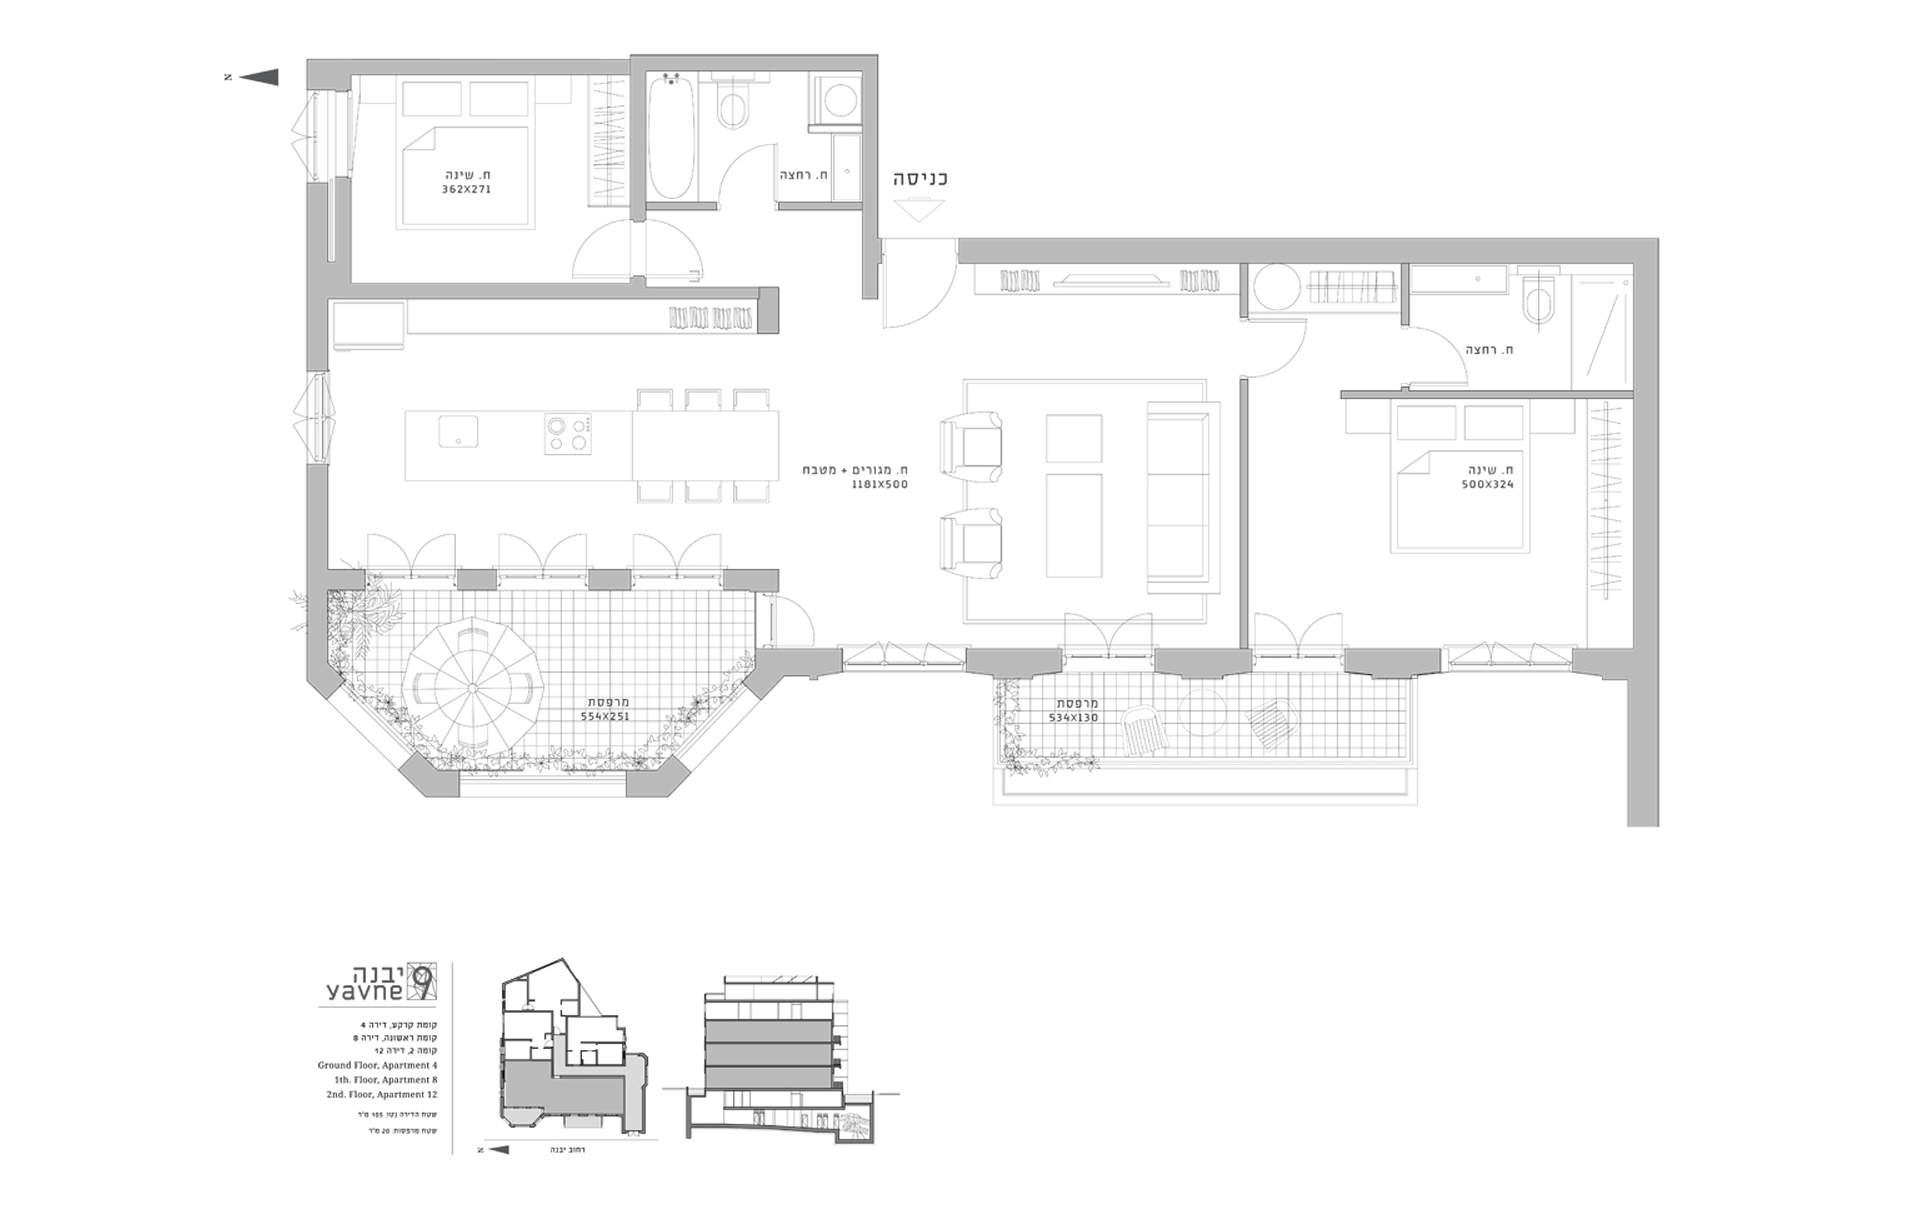 N
ח. שינה
362X271
ח. רחצה
כניסה
ח. רחצה
ח. מגורים + מטבח
1181X500
ח. שינה
500X324
מרפסת
554X251
מרפסת
534X130
יבנה 9
yavne
קומת קרקע, דירה 4
קומת ראשונה, דירה 8
קומה 2, דירה 12
Ground Floor, Apartment 4
1th. Floor, Apartment 8
2nd. Floor, Apartment 12
שטח הדירה נטו: 105 מ"ר
שטח מרפסות: 20 מ"ר
N
רחוב יבנה